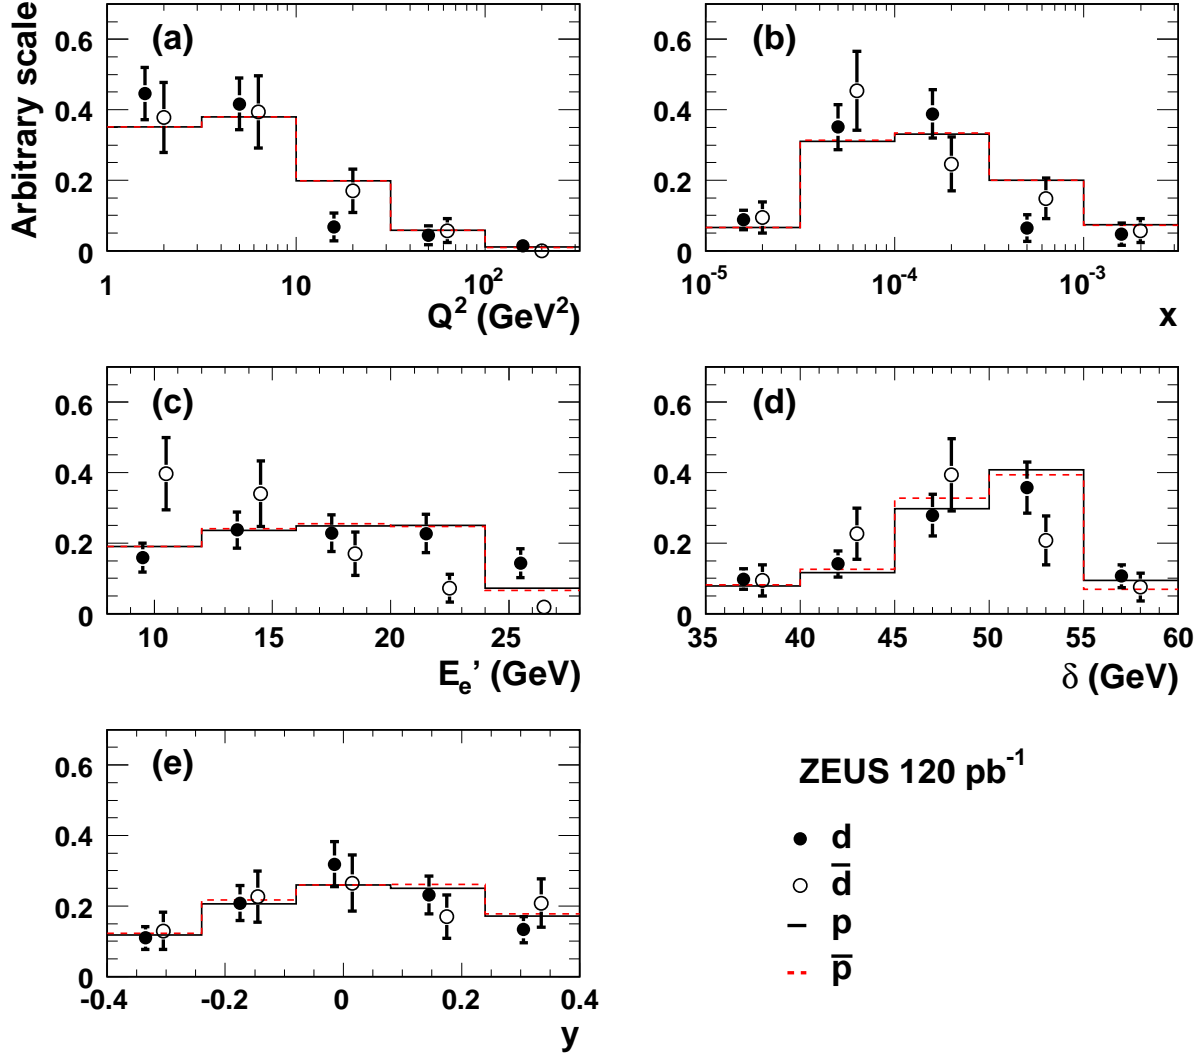 Arbitrary scale
(a)
0.6
0.4
0.2
0
1 10 10²
Q² (GeV²)
(b)
0.6
0.4
0.2
0
10⁻⁵ 10⁻⁴ 10⁻³
x
(c)
0.6
0.4
0.2
0
10 15 20 25
Eₑ’ (GeV)
(d)
0.6
0.4
0.2
0
35 40 45 50 55 60
δ (GeV)
(e)
0.6
0.4
0.2
0
-0.4 -0.2 0 0.2 0.4
y
ZEUS 120 pb⁻¹
d
d̅
p
p̅